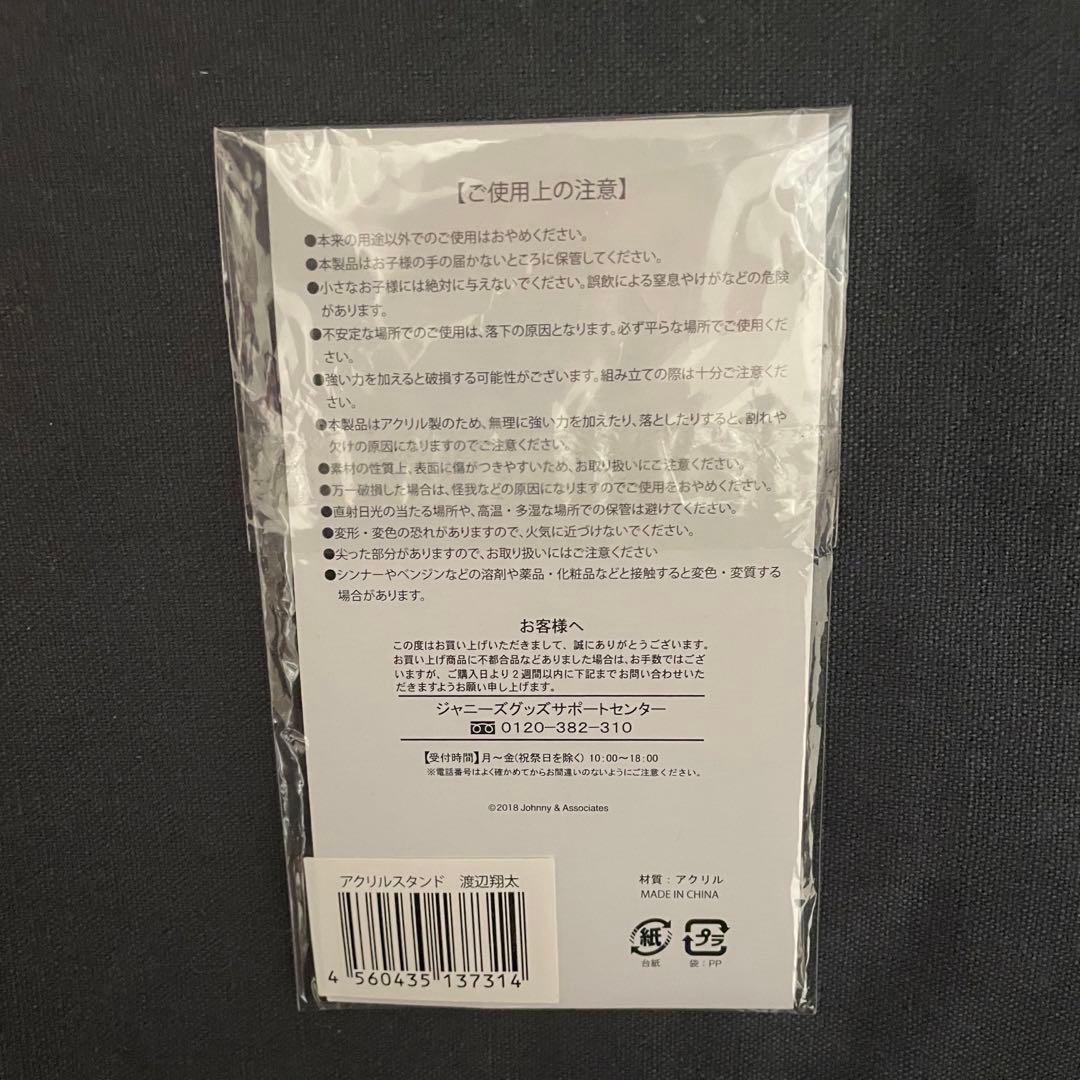 【ご使用上の注意】
●本来の用途以外でのご使用はおやめください。
●本製品はお子様の手の届かないところに保管してください。
●小さなお子様には絶対に与えないでください。誤飲による窒息やけがなどの危険
があります。
●不安定な場所でのご使用は、落下の原因となります。必ず平らな場所でご使用くだ
さい。
●強い力を加えると破損する可能性がございます。組み立ての際は十分ご注意くだ
さい。
●本製品はアクリル製のため、無理に強い力を加えたり、落としたりすると、割れや
欠けの原因になりますのでご注意ください。
●素材の性質上、表面に傷がつきやすいため、お取り扱いにご注意ください。
●万一破損した場合は、怪我などの原因になりますのでご使用をおやめください。
●直射日光の当たる場所や、高温・多湿な場所での保管は避けてください。
●変形・変色の恐れがありますので、火気に近づけないでください。
●尖った部分がありますので、お取り扱いにはご注意ください
●シンナーやベンジンなどの溶剤や薬品・化粧品などと接触すると変色・変質する
場合があります。
お客様へ
この度はお買い上げいただきまして、誠にありがとうございます。
お買い上げ商品に不都合品などありました場合は、お手数ではござ
いますが、ご購入日より2週間以内に下記までお問い合わせいた
だきますようお願い申し上げます。
ジャニーズグッズサポートセンター
0120-382-310
【受付時間】月〜金(祝祭日を除く) 10:00〜18:00
※電話番号はよく確かめてからお間違いのないようにご注意ください。
©2018 Johnny & Associates
アクリルスタンド 渡辺翔太
4 560435 137314
材質:アクリル
MADE IN CHINA
紙 プラ
台紙 袋:PP